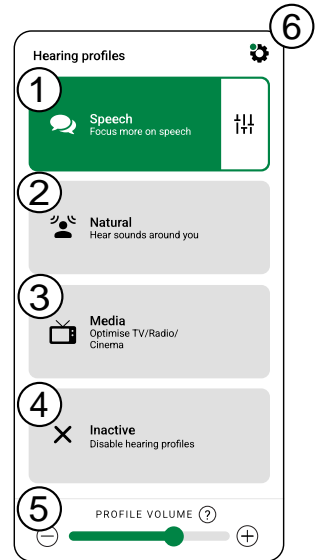 6
Hearing profiles
1
Speech
Focus more on speech
2
Natural
Hear sounds around you
3
Media
Optimise TV/Radio/
Cinema
4
Inactive
Disable hearing profiles
5
PROFILE VOLUME ?